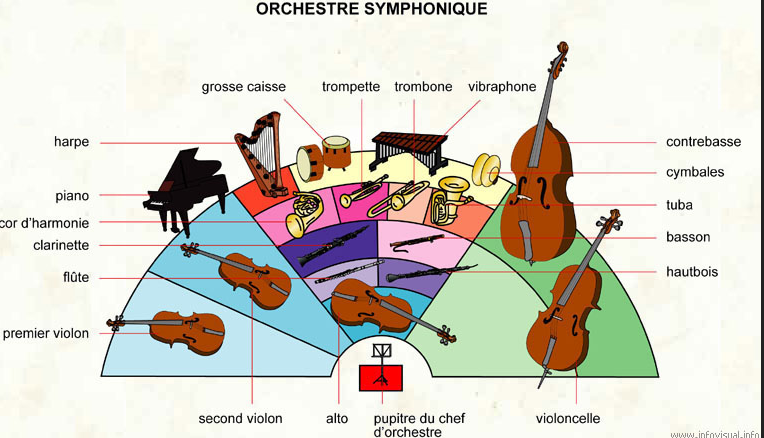 ORCHESTRE SYMPHONIQUE
grosse caisse
trompette
trombone
vibraphone
harpe
contrebasse
cymbales
piano
tuba
cor d'harmonie
basson
clarinette
flûte
hautbois
premier violon
second violon
alto
pupitre du chef
d'orchestre
violoncelle
www.infovisual.info